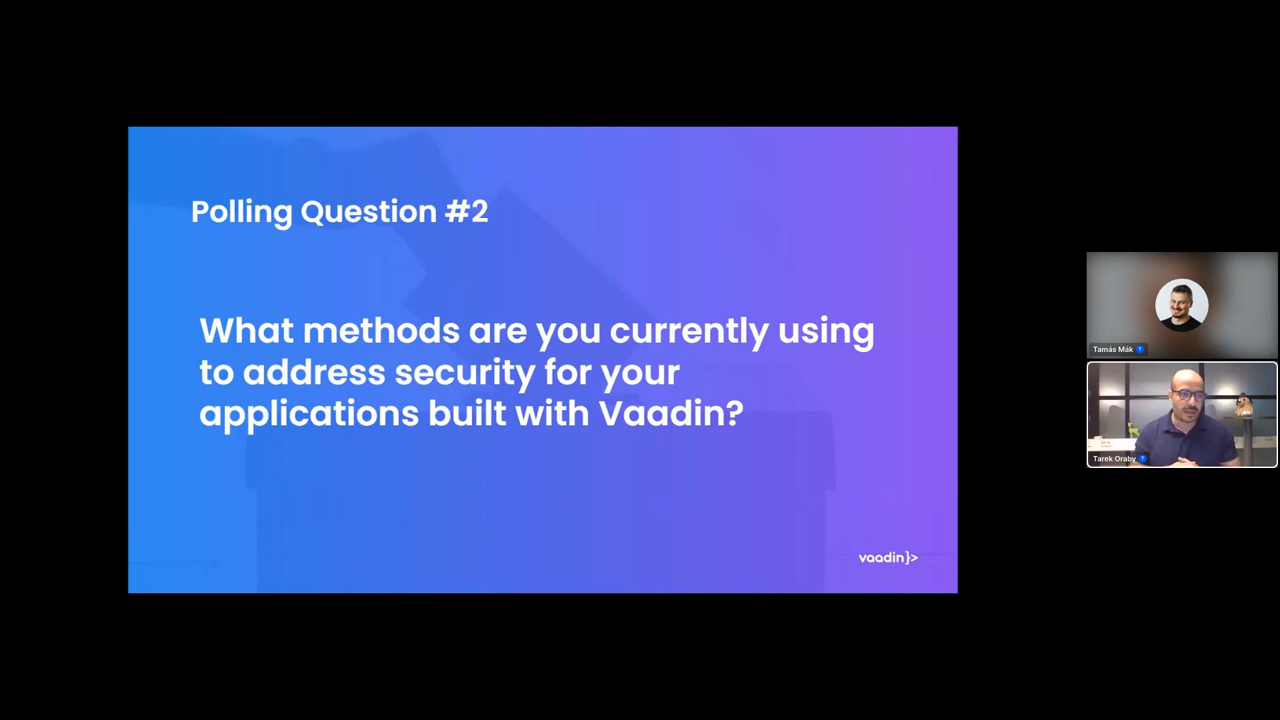 Polling Question #2
What methods are you currently using
to address security for your
applications built with Vaadin?
vaadin}>
Tamás Mák
Tarek Oraby